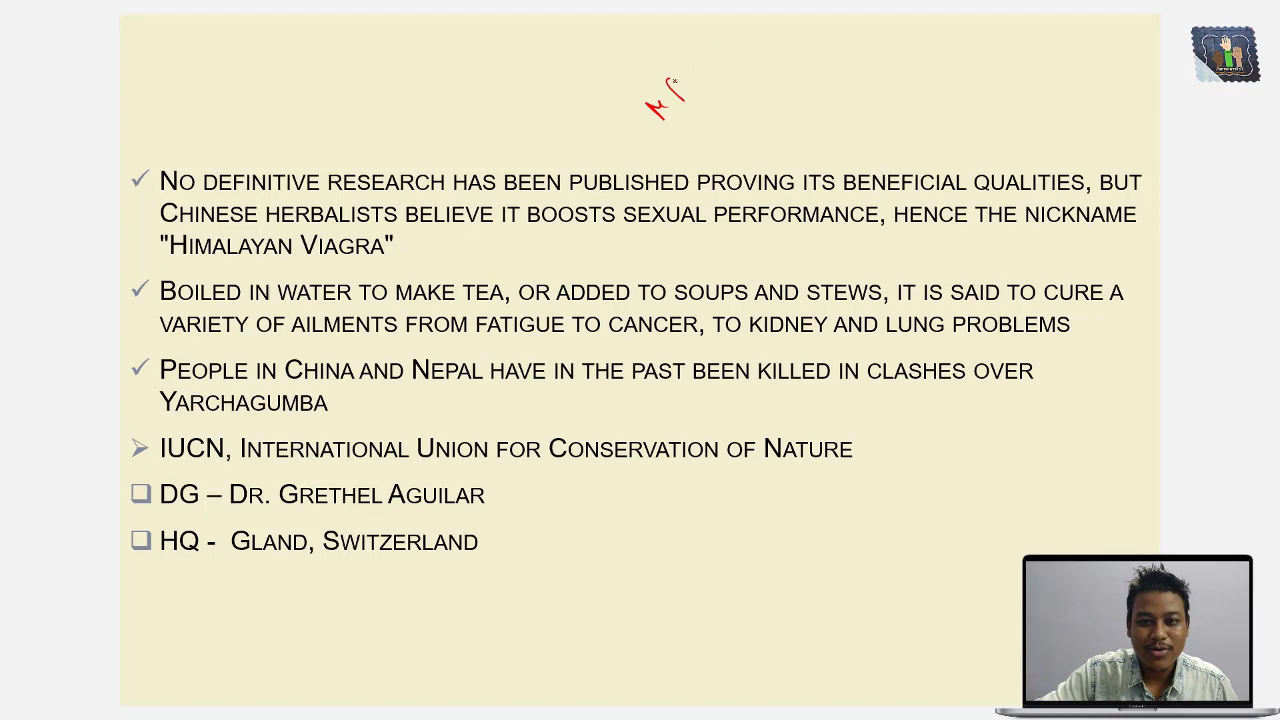 No definitive research has been published proving its beneficial qualities, but
Chinese herbalists believe it boosts sexual performance, hence the nickname
"Himalayan Viagra"
Boiled in water to make tea, or added to soups and stews, it is said to cure a
variety of ailments from fatigue to cancer, to kidney and lung problems
People in China and Nepal have in the past been killed in clashes over
Yarchagumba
IUCN, International Union for Conservation of Nature
DG – Dr. Grethel Aguilar
HQ - Gland, Switzerland